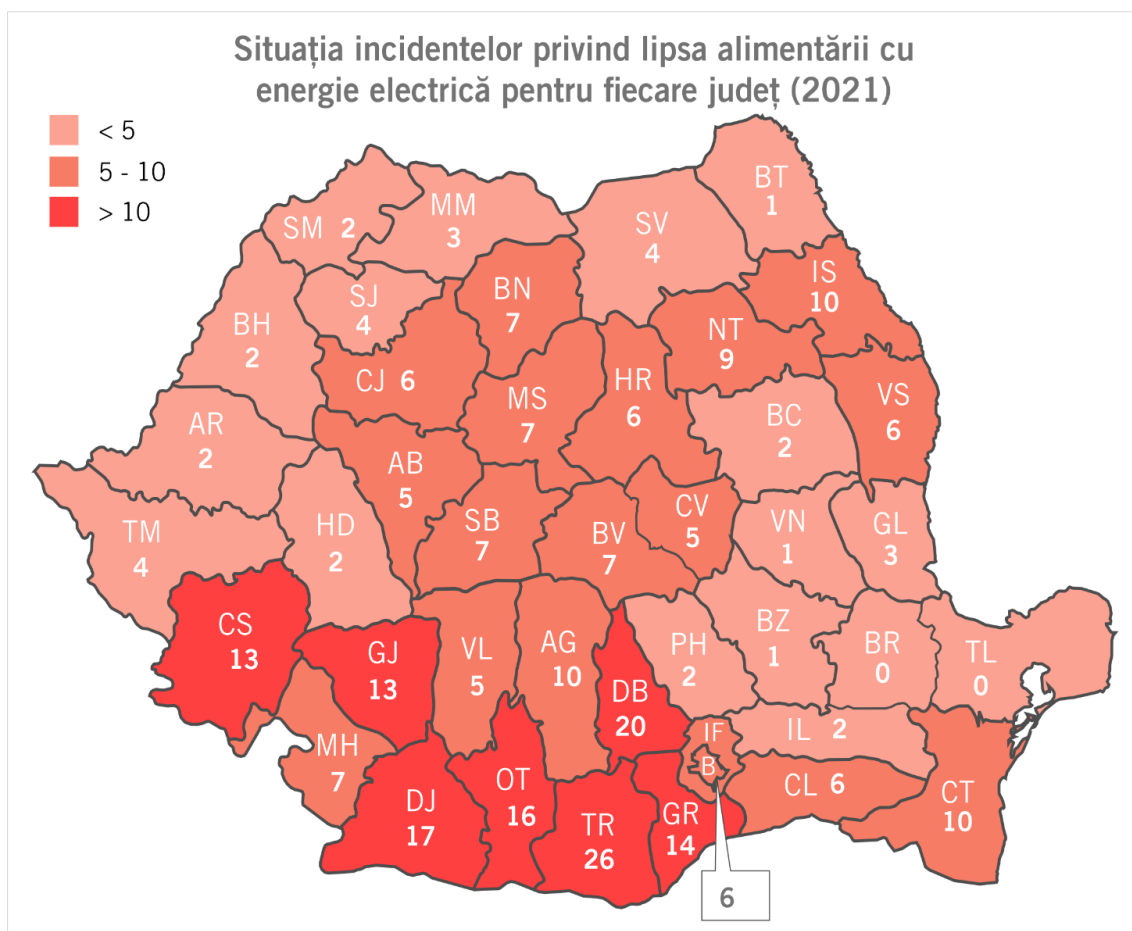 Situația incidentelor privind lipsa alimentării cu
energie electrică pentru fiecare județ (2021)
< 5
5 - 10
> 10
BT
1
SM 2
MM
3
SV
4
IS
10
SJ
4
BN
7
BH
2
NT
9
CJ 6
HR
6
MS
7
VS
6
AR
2
BC
2
AB
5
TM
4
HD
2
SB
7
BV
7
CV
5
VN
1
GL
3
CS
13
GJ
13
VL
5
AG
10
DB
20
PH
2
BZ
1
BR
0
TL
0
MH
7
IF
B
IL 2
DJ
17
OT
16
TR
26
GR
14
CL 6
CT
10
6